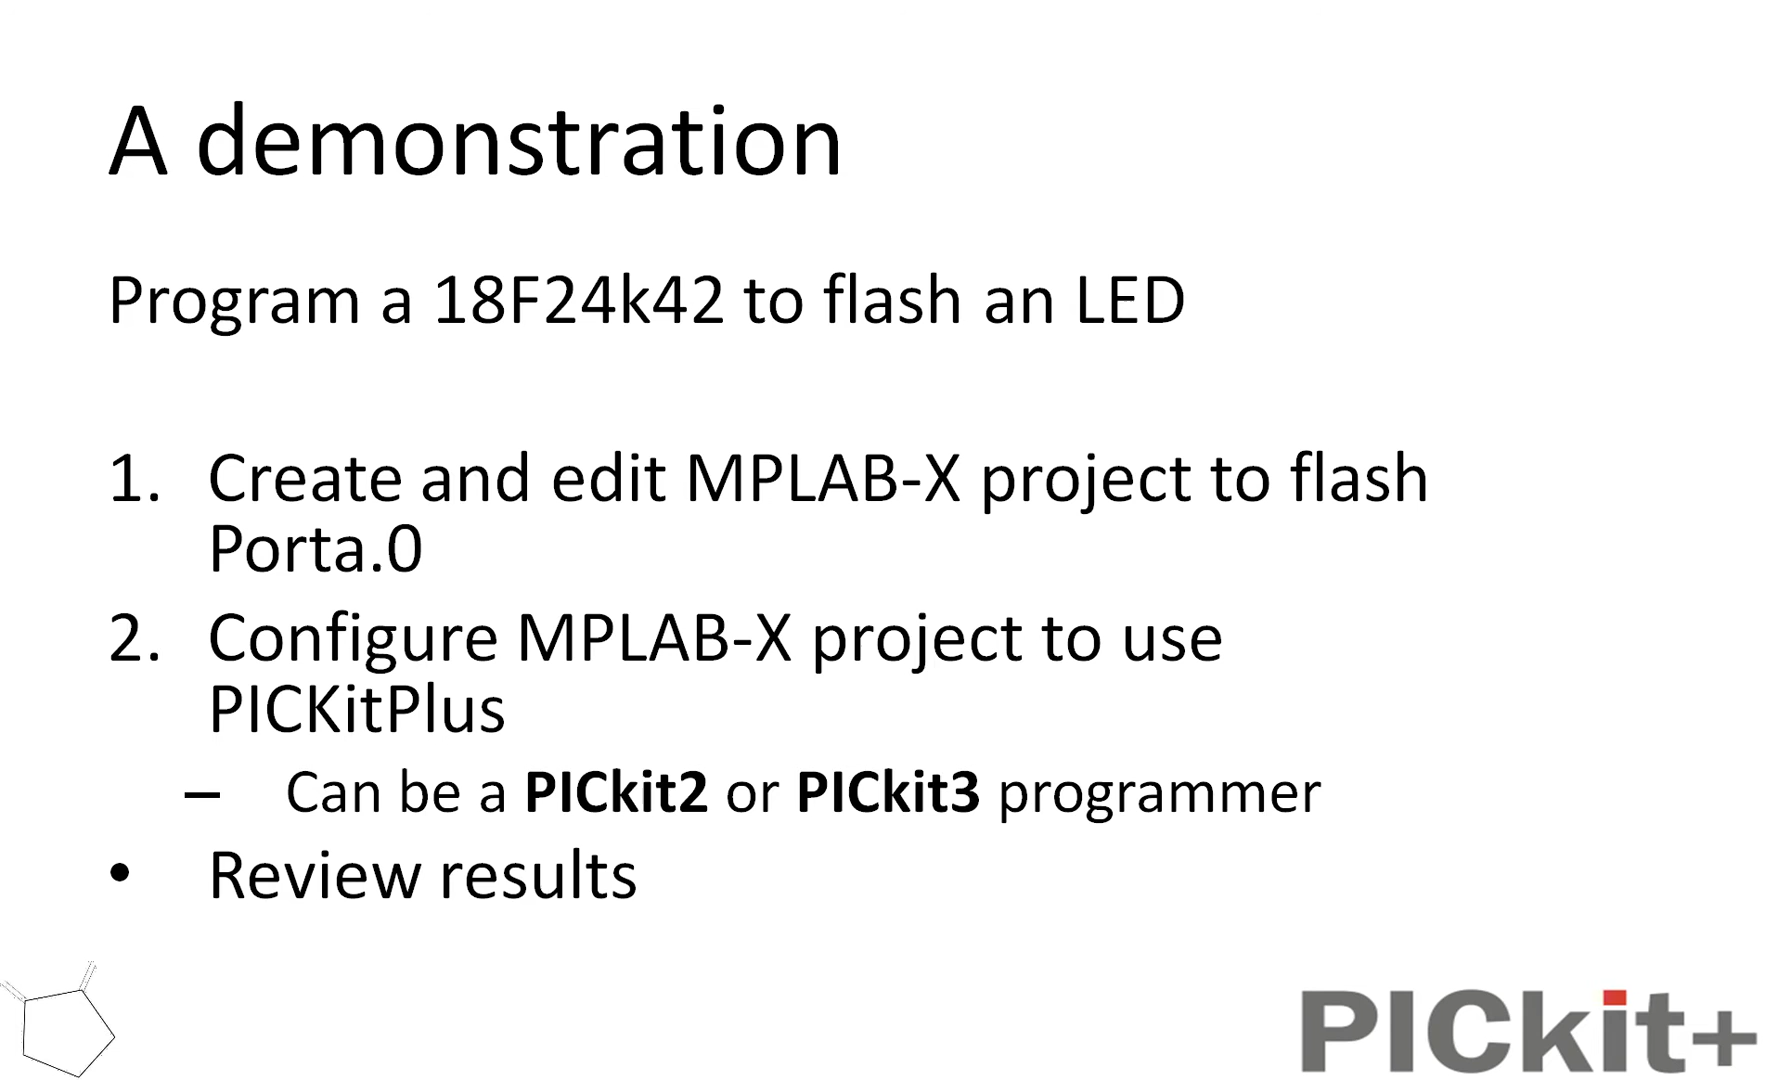 A demonstration
Program a 18F24k42 to flash an LED
1. Create and edit MPLAB-X project to flash
Porta.0
2. Configure MPLAB-X project to use
PICKitPlus
– Can be a PICkit2 or PICkit3 programmer
• Review results
PICkit+